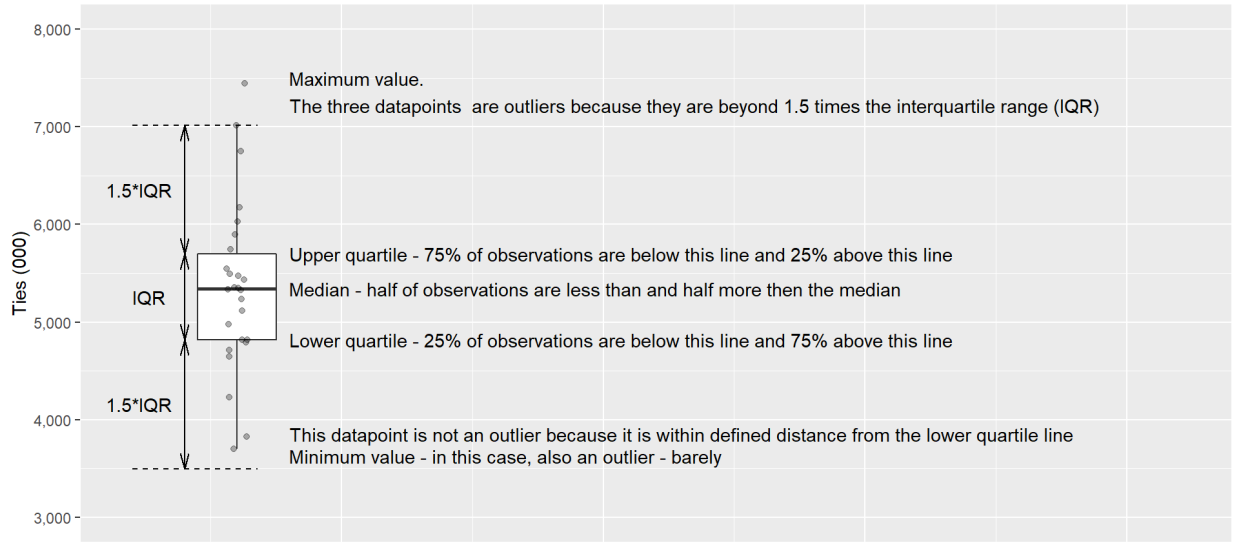 8,000
Maximum value.
The three datapoints  are outliers because they are beyond 1.5 times the interquartile range (IQR)
7,000
1.5*IQR
6,000
Upper quartile - 75% of observations are below this line and 25% above this line
Ties (000)
IQR
Median - half of observations are less than and half more then the median
5,000
Lower quartile - 25% of observations are below this line and 75% above this line
1.5*IQR
4,000
This datapoint is not an outlier because it is within defined distance from the lower quartile line
Minimum value - in this case, also an outlier - barely
3,000